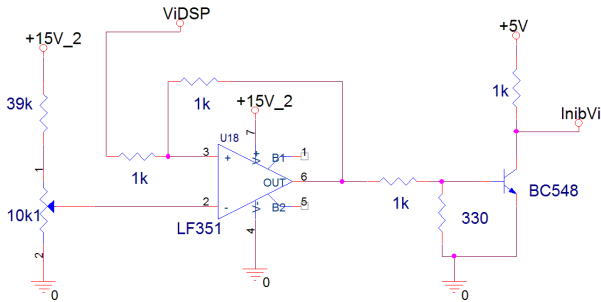 ViDSP
+15V_2
+5V
39k
1k
+15V_2
1k
InibVi
U18
7
V+
B1
1
3
+
1k
OUT
6
1
10k1
2
-
V-
B2
5
LF351
4
1k
330
BC548
2
0
0
0